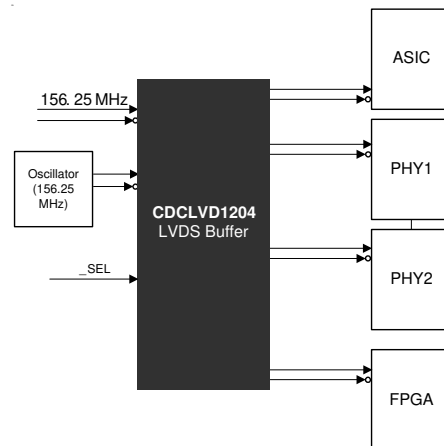 ASIC
156.25 MHz
PHY1
Oscillator
(156.25
MHz)
CDCLVD1204
LVDS Buffer
_SEL
PHY2
FPGA